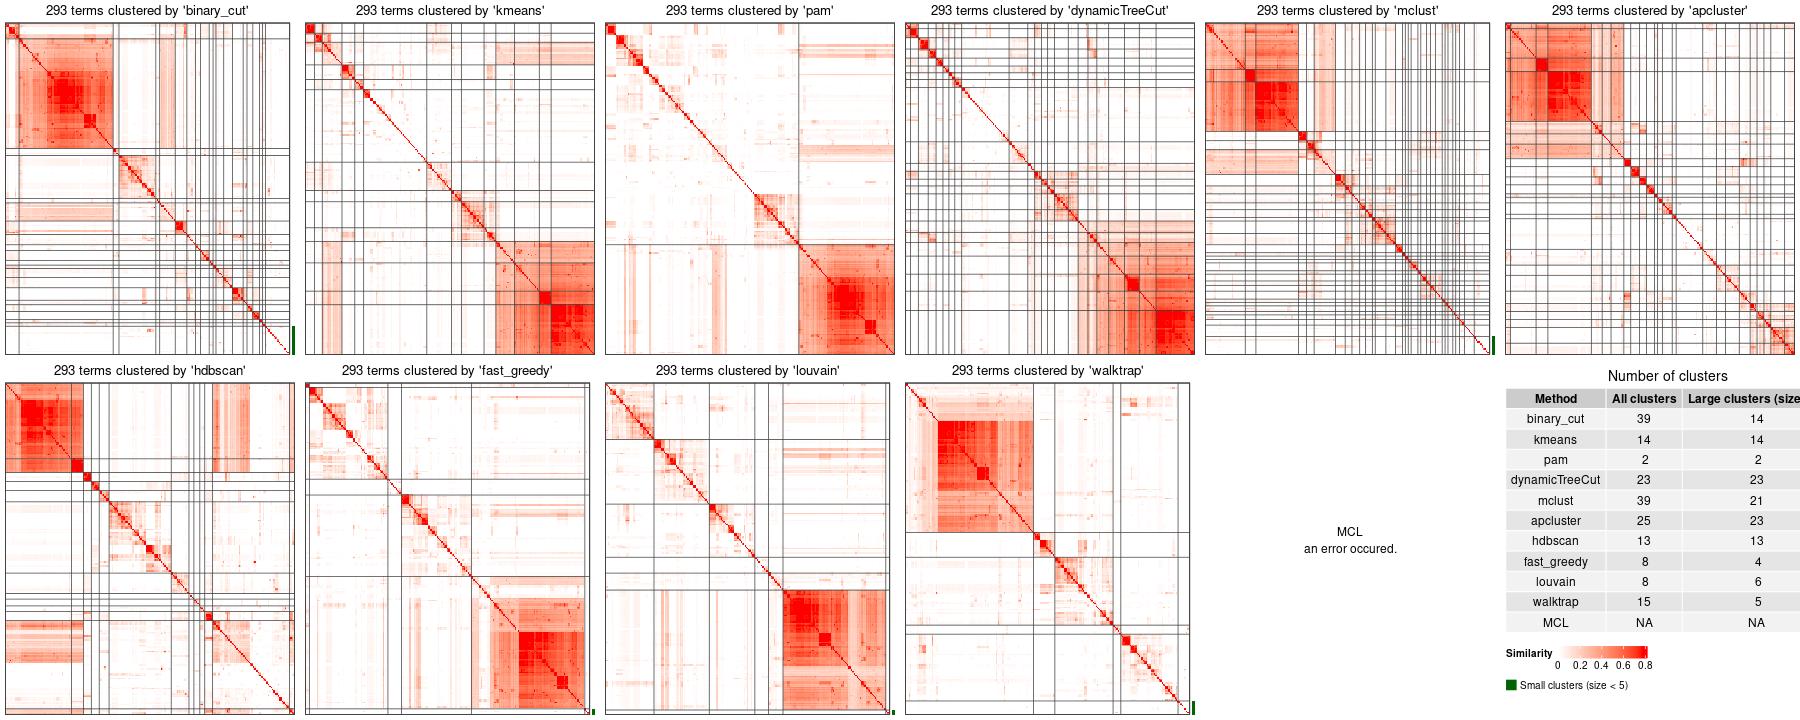 293 terms clustered by 'binary_cut'
293 terms clustered by 'kmeans'
293 terms clustered by 'pam'
293 terms clustered by 'dynamicTreeCut'
293 terms clustered by 'mclust'
293 terms clustered by 'apcluster'
293 terms clustered by 'hdbscan'
293 terms clustered by 'fast_greedy'
293 terms clustered by 'louvain'
293 terms clustered by 'walktrap'
MCL
an error occured.
Number of clusters
Method All clusters Large clusters (size
binary_cut 39 14
kmeans 14 14
pam 2 2
dynamicTreeCut 23 23
mclust 39 21
apcluster 25 23
hdbscan 13 13
fast_greedy 8 4
louvain 8 6
walktrap 15 5
MCL NA NA
Similarity
0 0.2 0.4 0.6 0.8
Small clusters (size < 5)